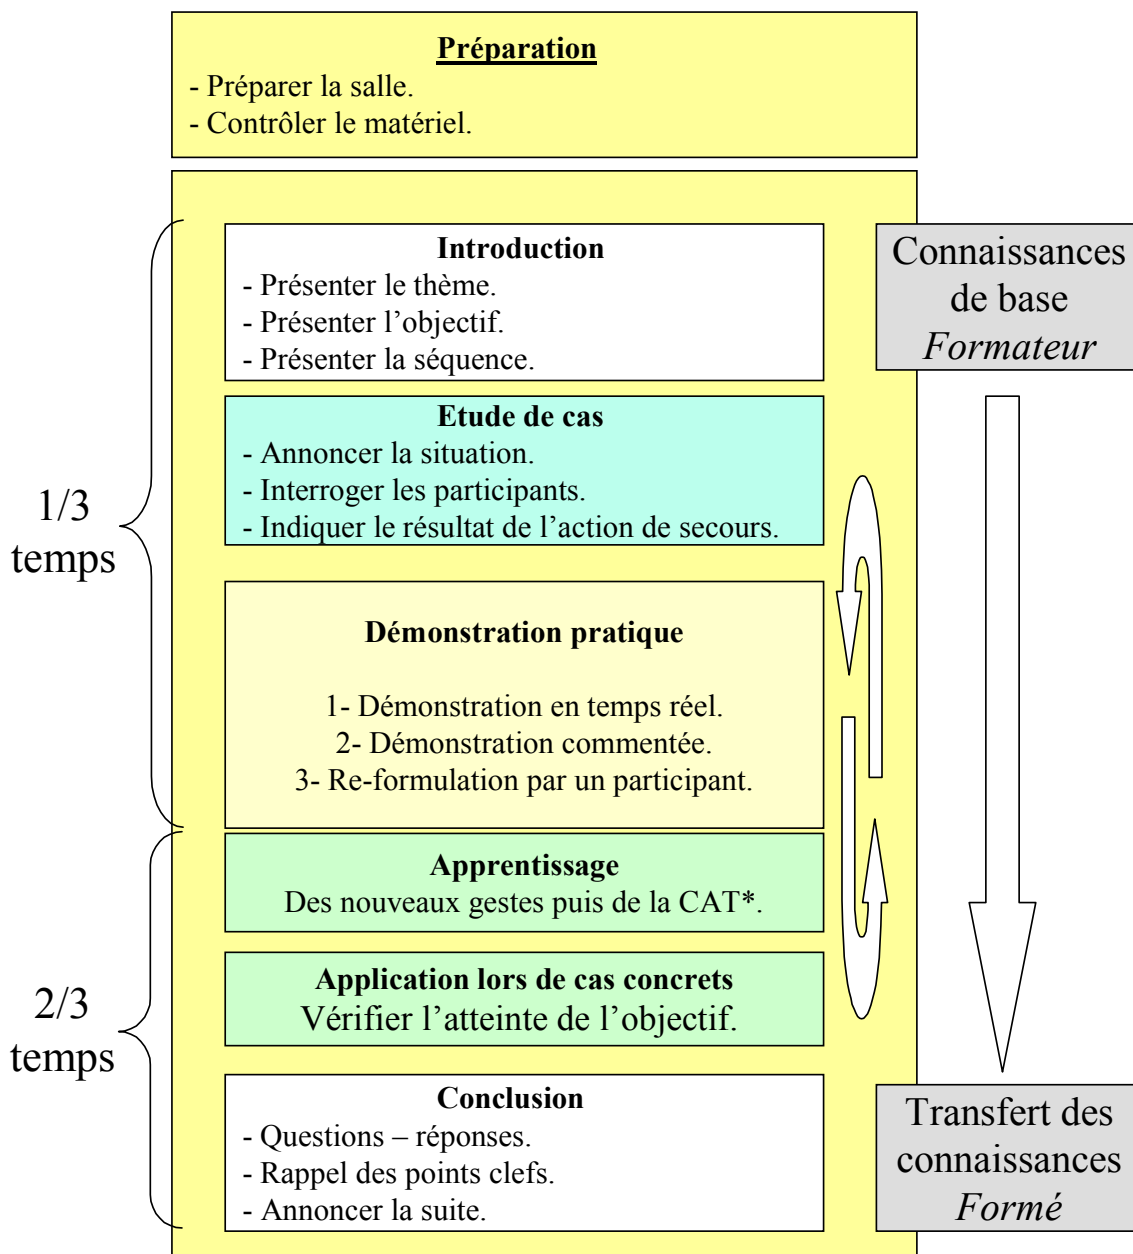 Préparation
- Préparer la salle.
- Contrôler le matériel.
1/3
temps
Introduction
- Présenter le thème.
- Présenter l’objectif.
- Présenter la séquence.
Connaissances
de base
Formateur
Etude de cas
- Annoncer la situation.
- Interroger les participants.
- Indiquer le résultat de l’action de secours.
Démonstration pratique
1- Démonstration en temps réel.
2- Démonstration commentée.
3- Re-formulation par un participant.
2/3
temps
Apprentissage
Des nouveaux gestes puis de la CAT*.
Application lors de cas concrets
Vérifier l’atteinte de l’objectif.
Conclusion
- Questions – réponses.
- Rappel des points clefs.
- Annoncer la suite.
Transfert des
connaissances
Formé